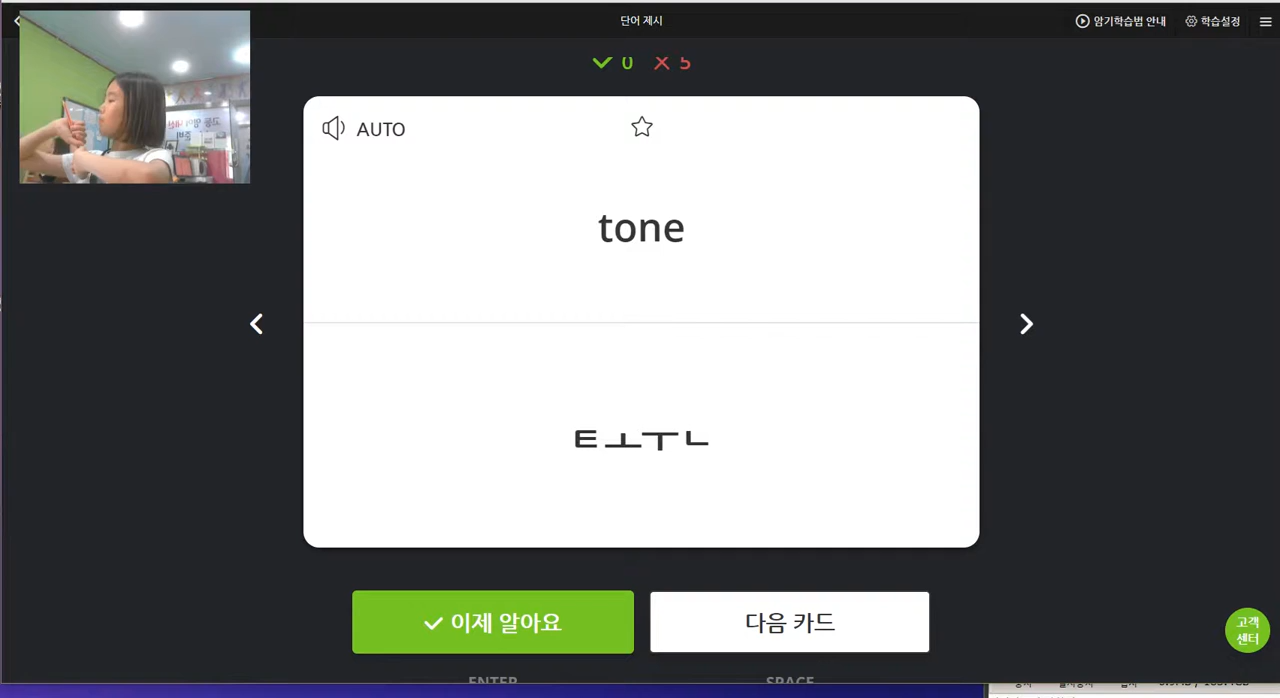 단어 제시
암기학습법 안내
학습설정
0 5
AUTO
tone
ㅌㅗㅜㄴ
이제 알아요
다음 카드
고객
센터
ENTER
SPACE